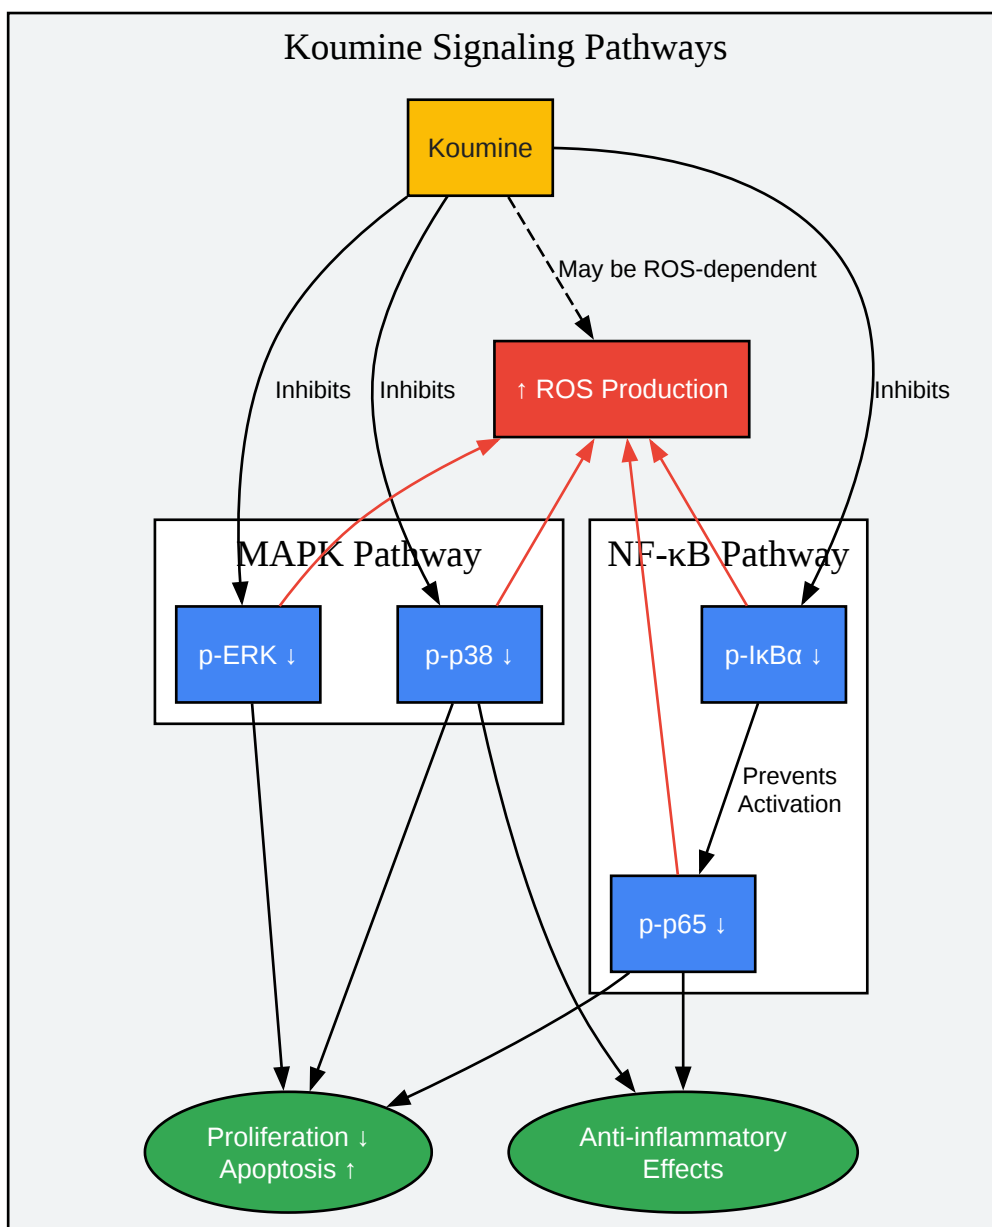 Koumine Signaling Pathways
Koumine
May be ROS-dependent
Inhibits
Inhibits
Inhibits
↑ ROS Production
MAPK Pathway
NF-κB Pathway
p-ERK ↓
p-p38 ↓
p-IκBα ↓
Prevents
Activation
p-p65 ↓
Proliferation ↓
Apoptosis ↑
Anti-inflammatory
Effects